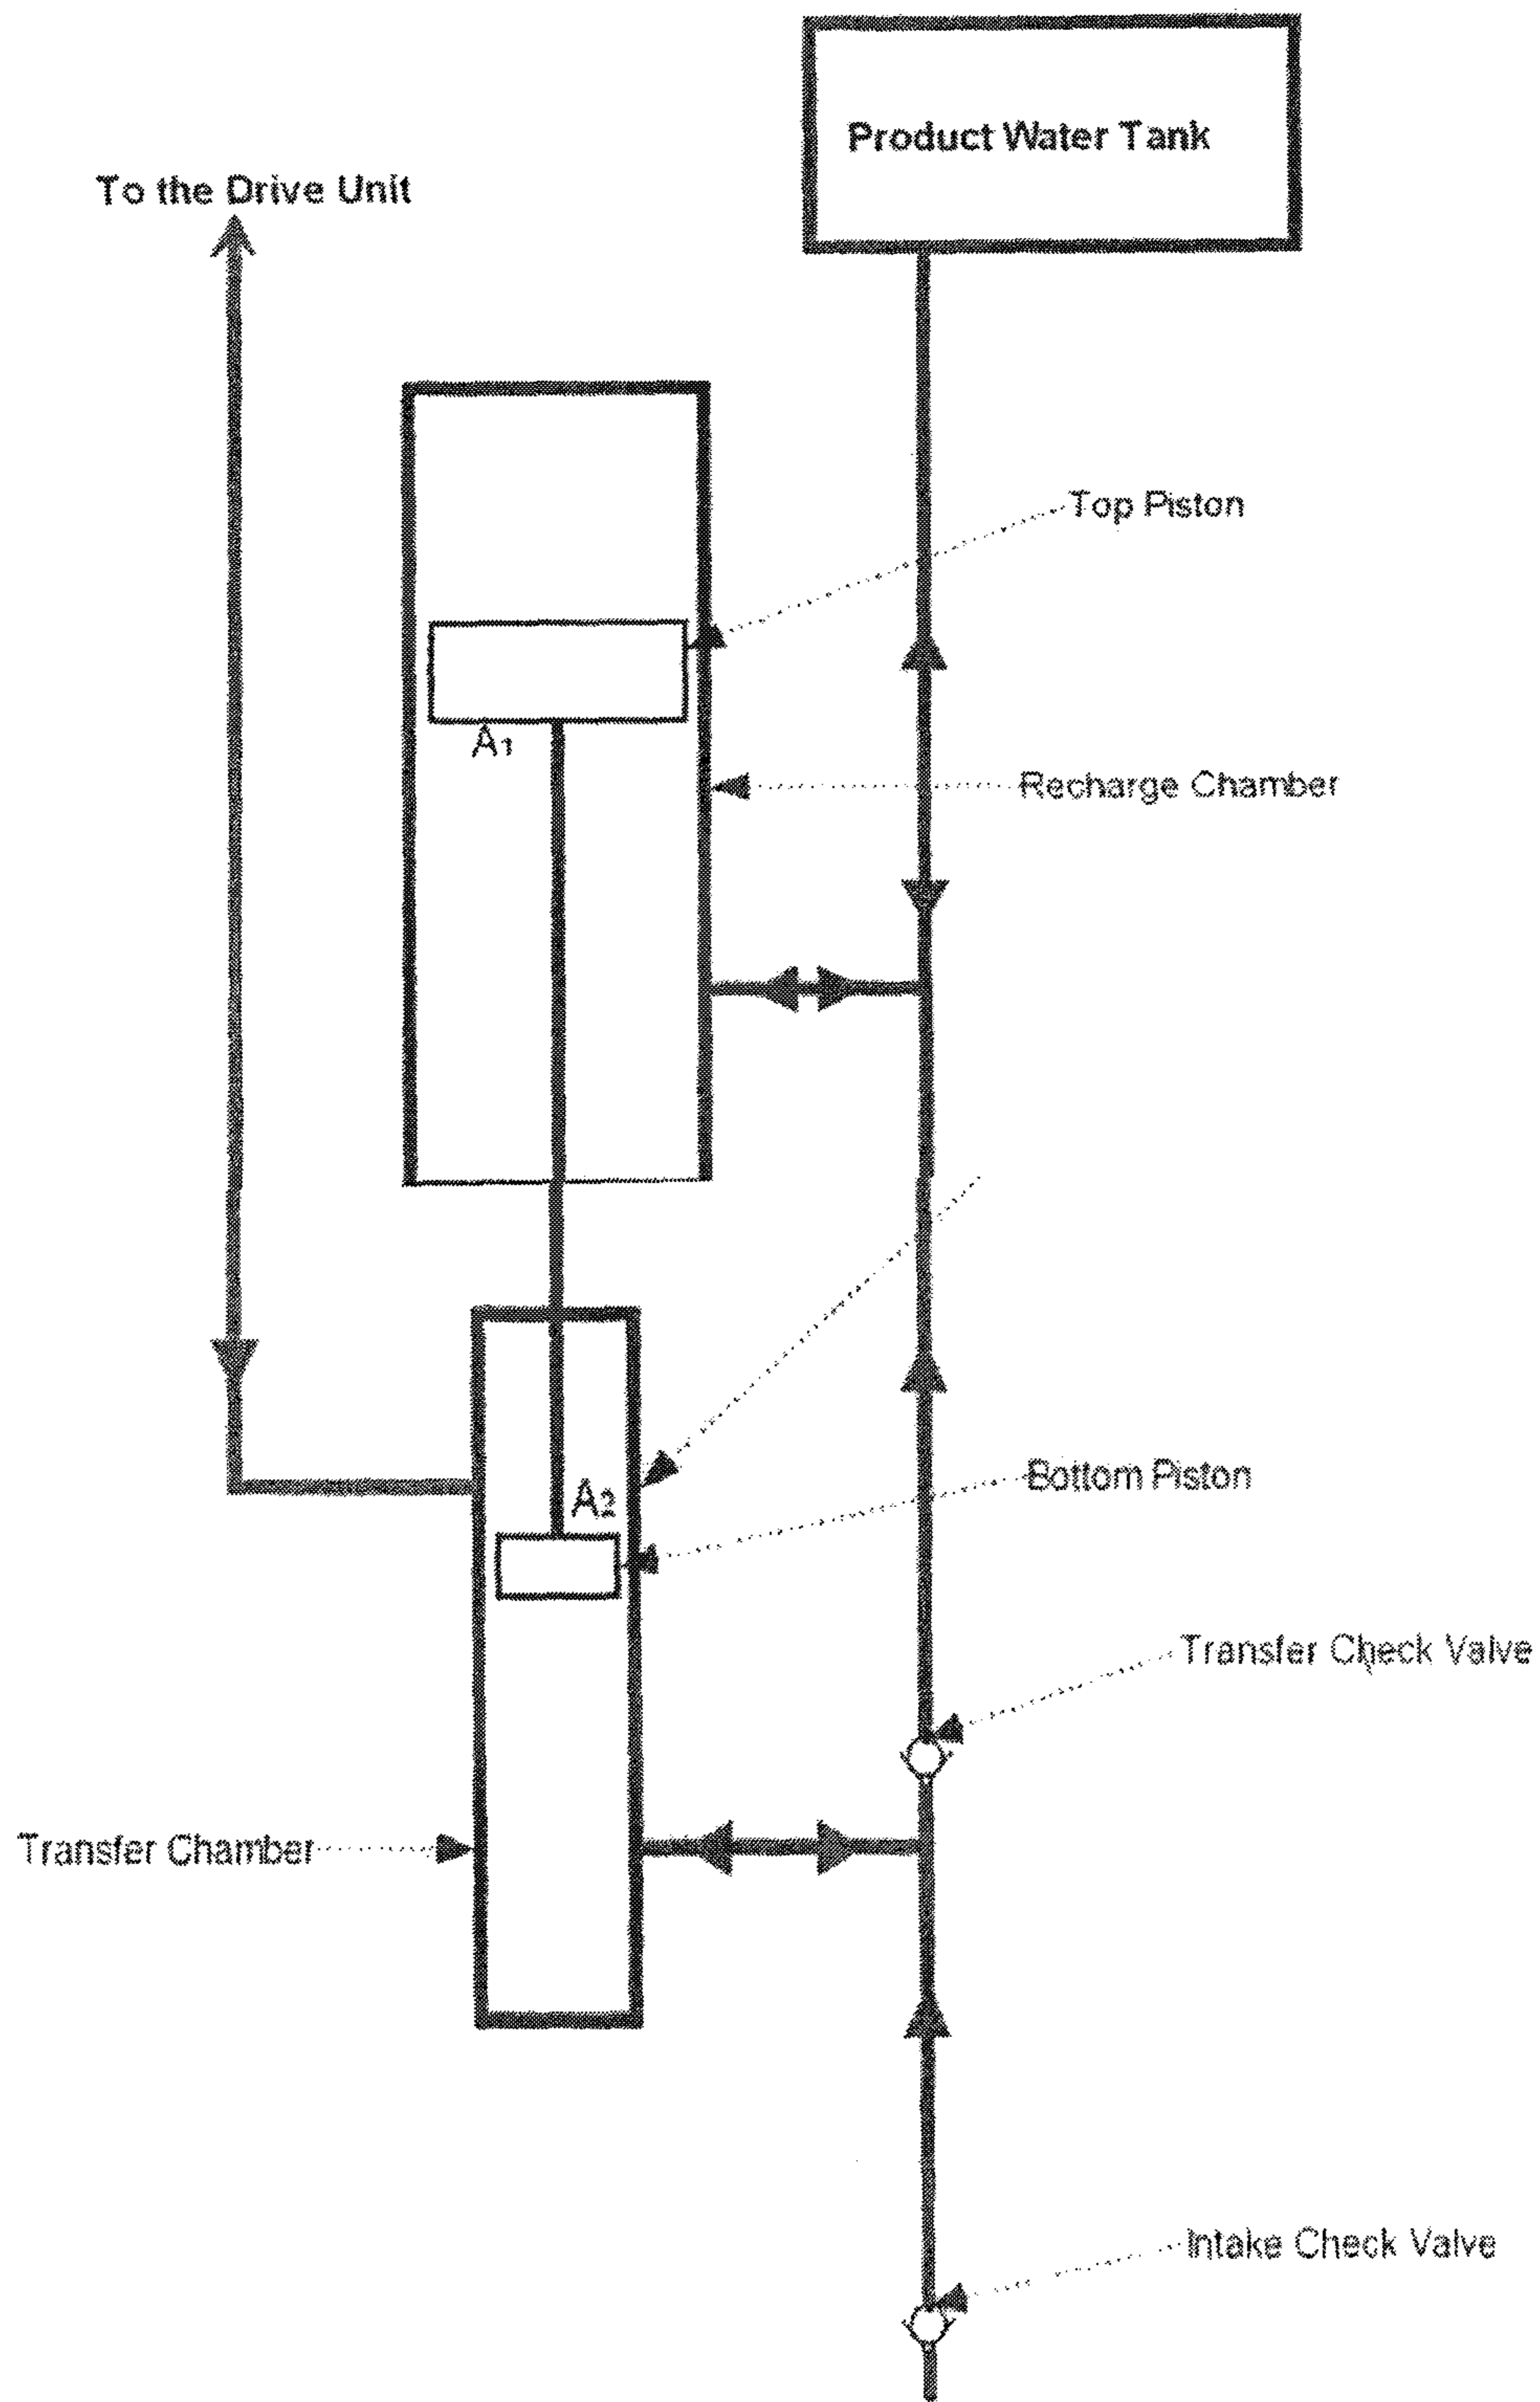 Product Water Tank
To the Drive Unit
Top Piston
A1
Recharge Chamber
A2
Bottom Piston
Transfer Check Valve
Transfer Chamber
Intake Check Valve